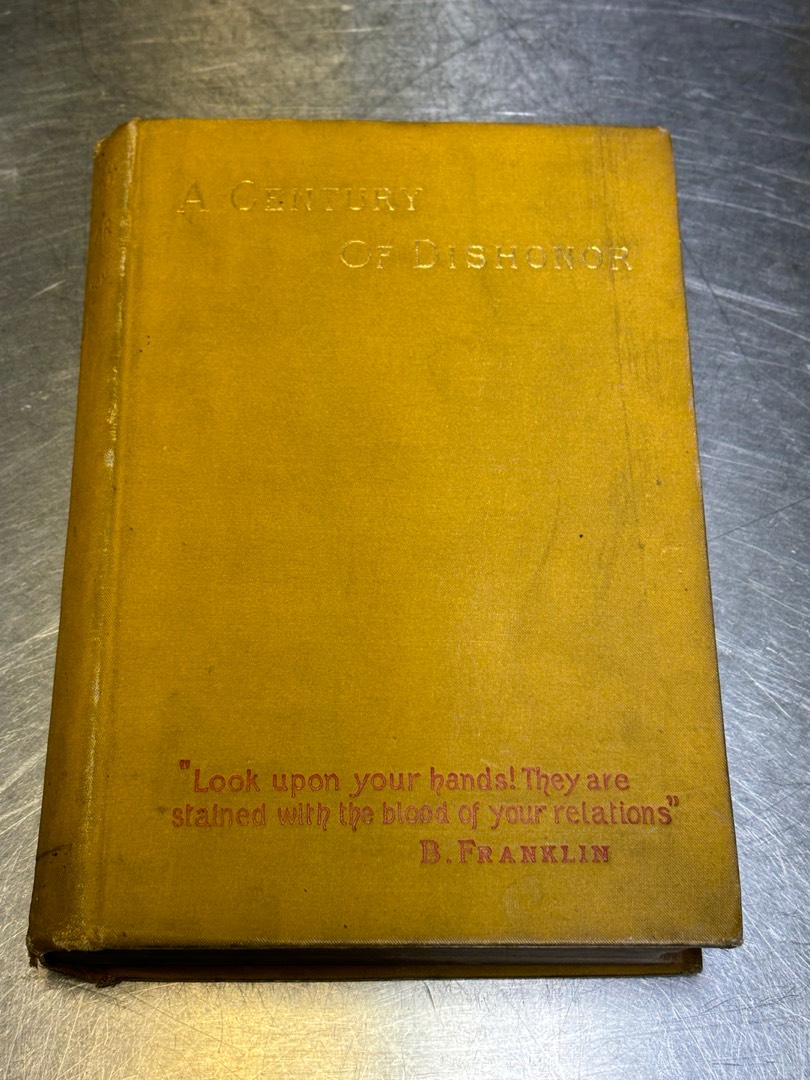 A CENTURY
OF DISHONOR
"Look upon your hands! They are
stained with the blood of your relations"
B. FRANKLIN